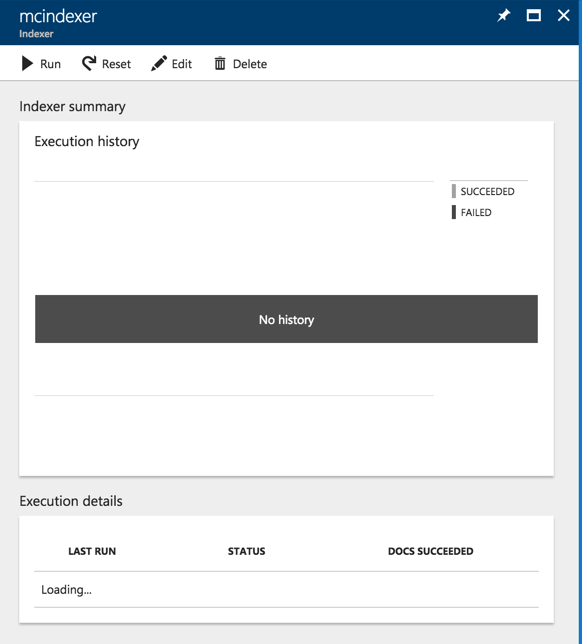 mcindexer
Indexer
Run Reset Edit Delete
Indexer summary
Execution history
SUCCEEDED
FAILED
No history
Execution details
LAST RUN STATUS DOCS SUCCEEDED
Loading...